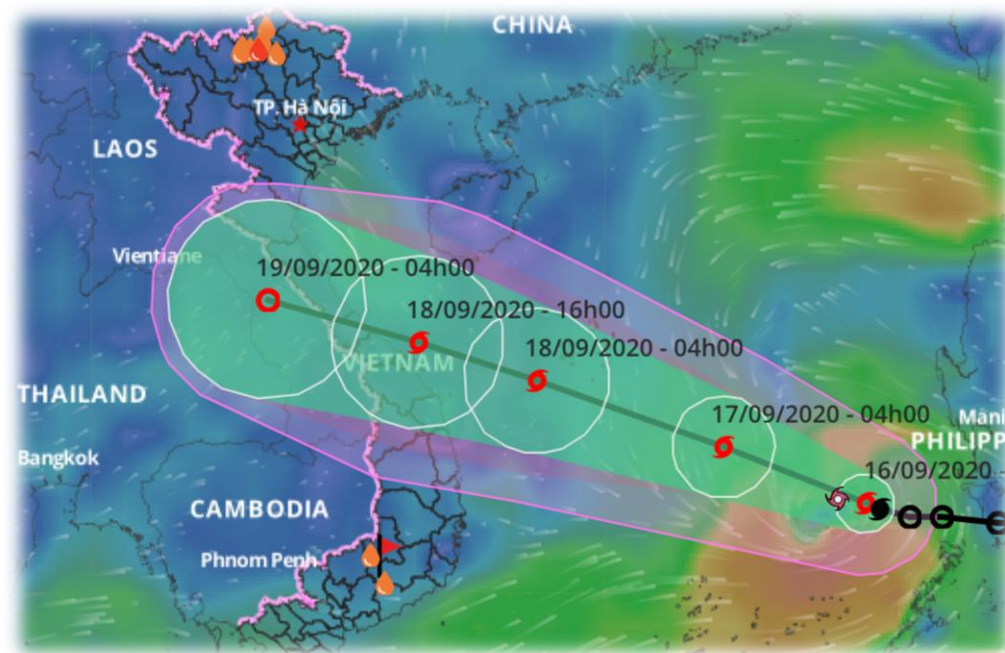 CHINA
TP. Hà Nội
LAOS
Vientiane
19/09/2020 - 04h00
18/09/2020 - 16h00
18/09/2020 - 04h00
VIETNAM
THAILAND
17/09/2020 - 04h00
Mani
PHILIPP
Bangkok
16/09/2020 -
CAMBODIA
Phnom Penh